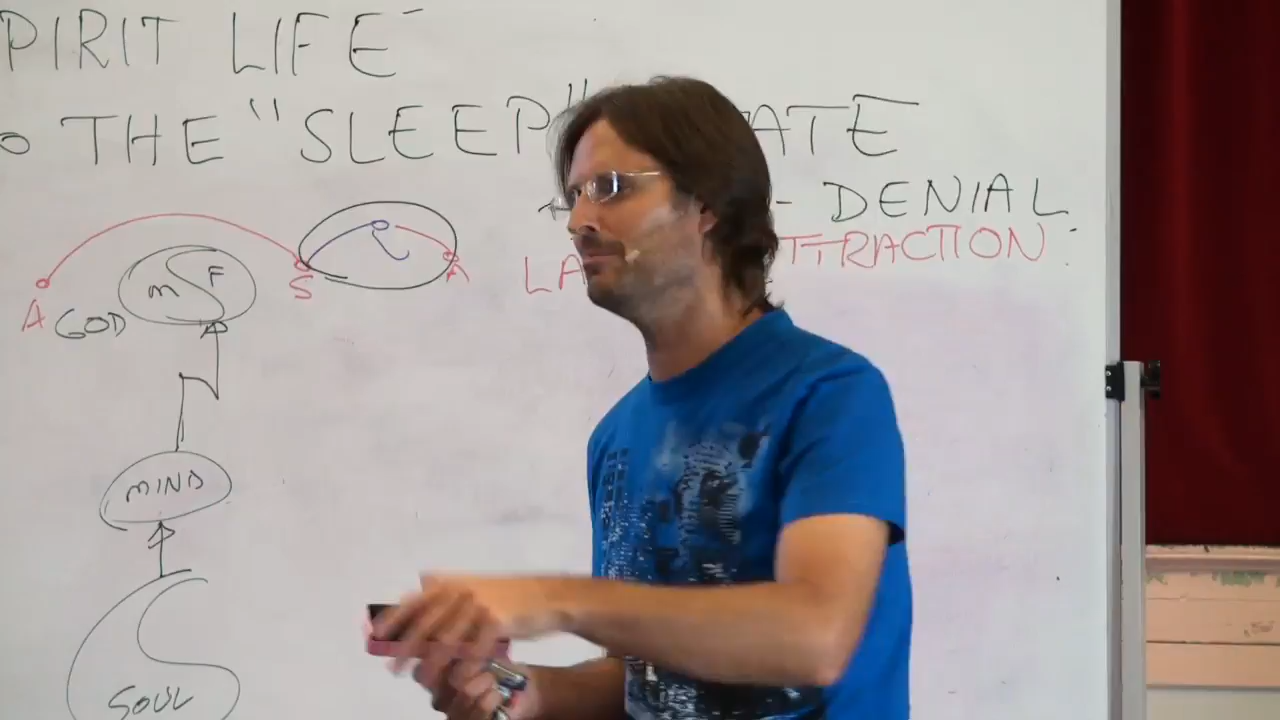 PIRIT LIFE
THE "SLEEP" ATE
- DENIAL
LA TTRACTION:
A GOD M F S A
MIND
SOUL